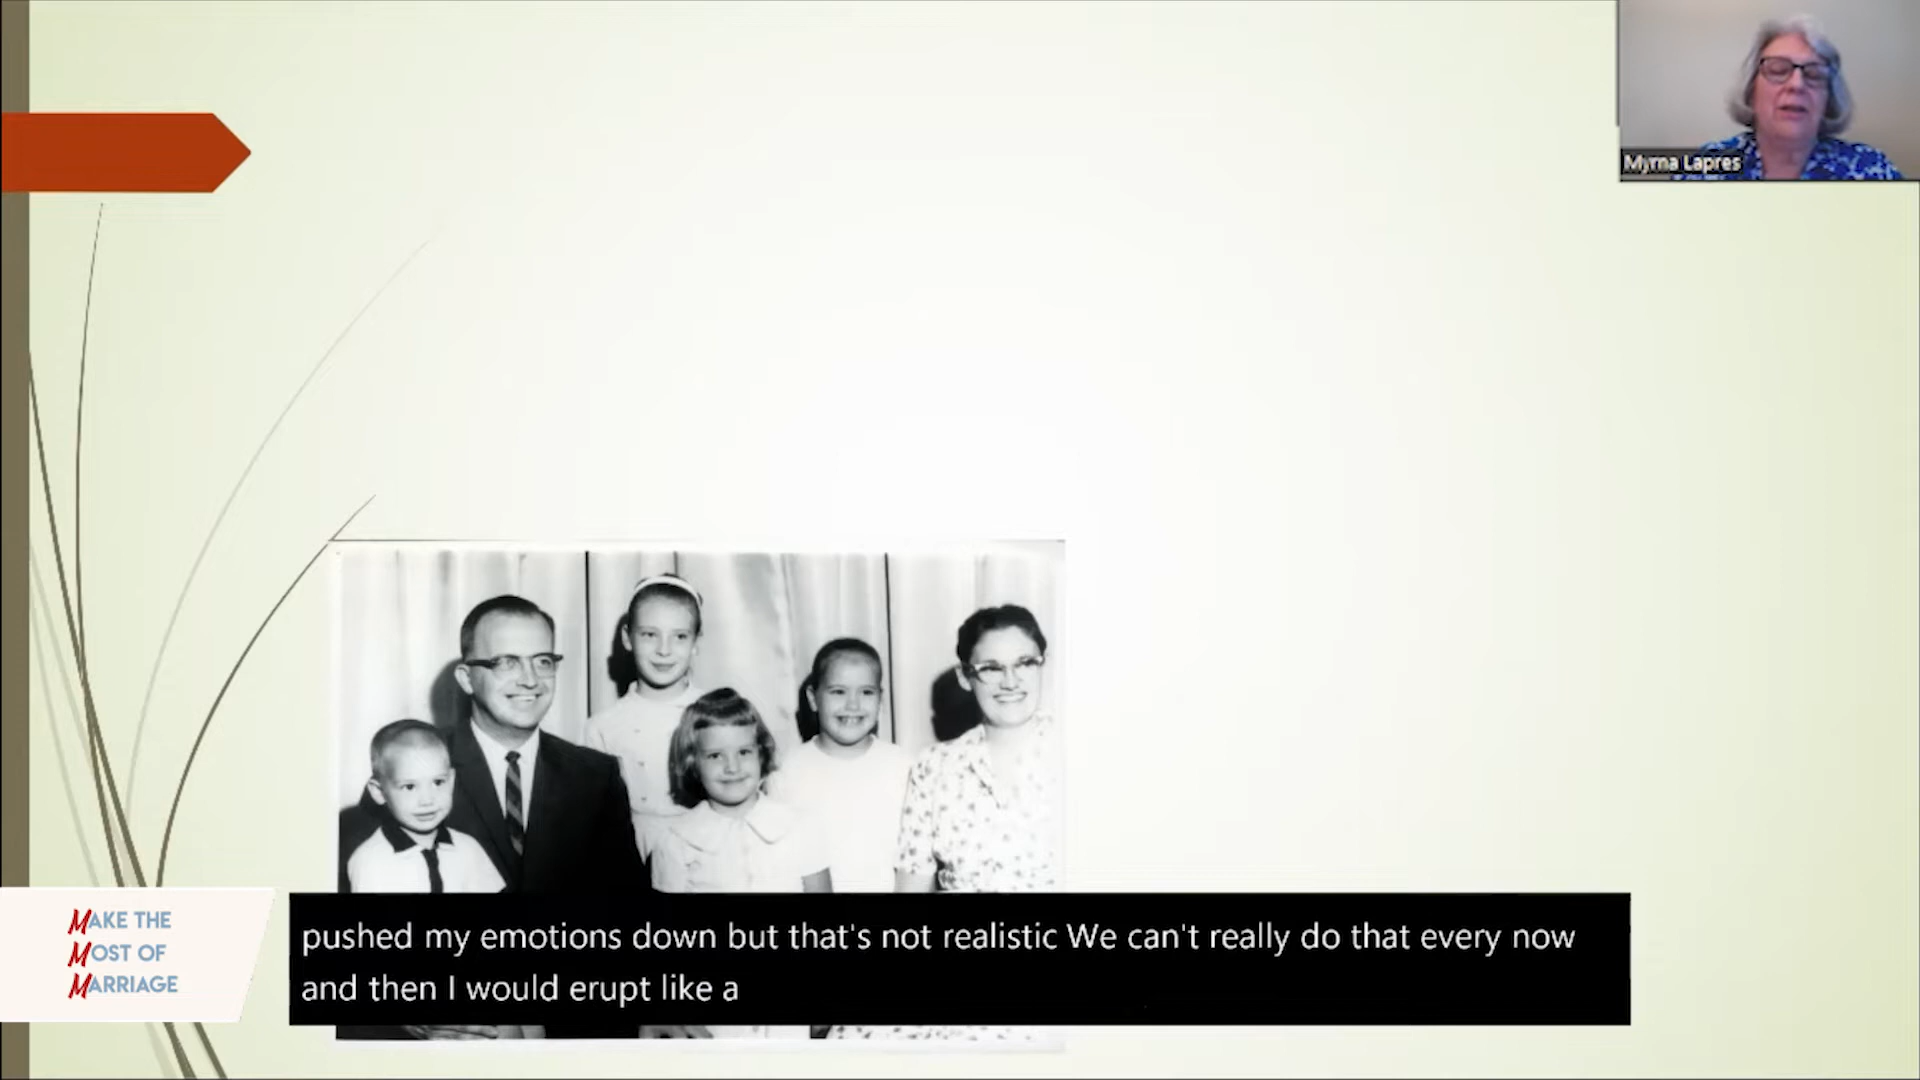 Myrna Lapres
MAKE THE
MOST OF
MARRIAGE
pushed my emotions down but that's not realistic We can't really do that every now
and then I would erupt like a